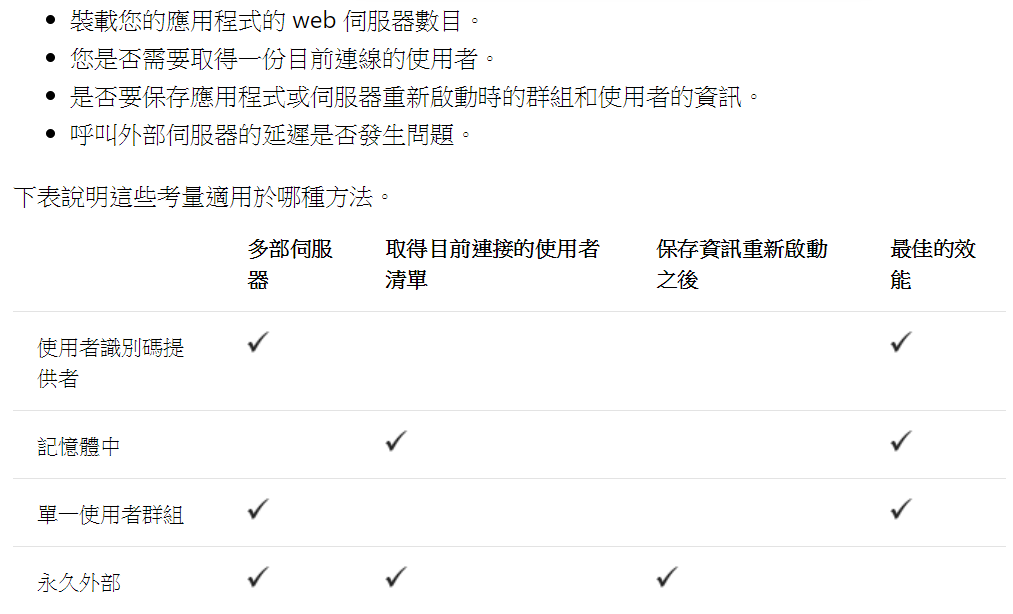 • 裝載您的應用程式的 web 伺服器數目。
• 您是否需要取得一份目前連線的使用者。
• 是否要保存應用程式或伺服器重新啟動時的群組和使用者的資訊。
• 呼叫外部伺服器的延遲是否發生問題。
下表說明這些考量適用於哪種方法。
多部伺服 取得目前連接的使用者 保存資訊重新啟動 最佳的效
器 清單 之後 能
使用者識別碼提 ✓ ✓
供者
記憶體中 ✓ ✓
單一使用者群組 ✓ ✓
永久外部 ✓ ✓ ✓